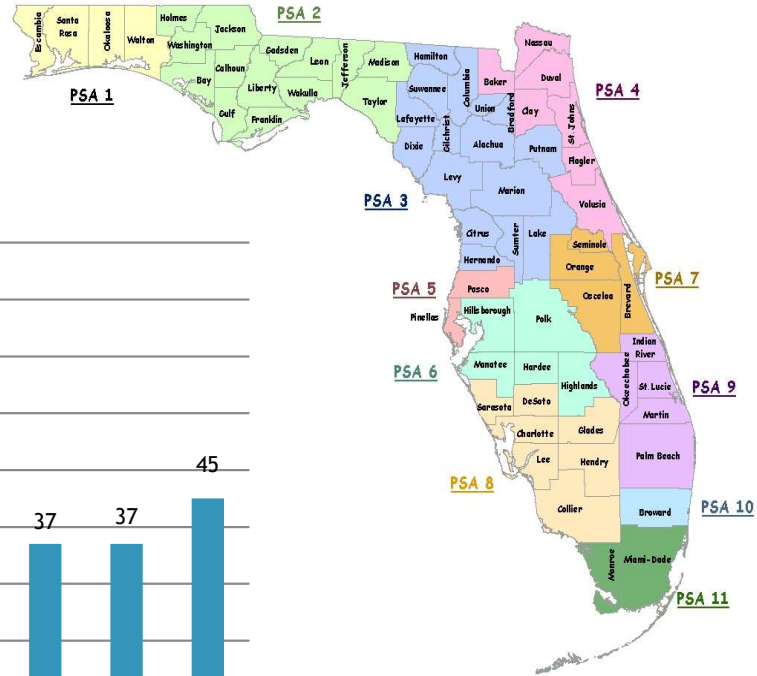 PSA 2
Holmes
Jackson
Escambia
Santa
Rosa
Okaloosa
Walton
Washington
Gadsden
Leon
Jefferson
Madison
Hamilton
Nassau
Calhoun
Bay
Liberty
Wakulla
Taylor
Suwannee
Columbia
Baker
Duval
PSA 1
PSA 4
Gulf
Franklin
Lafayette
Union
Bradford
Clay
St Johns
Gilchrist
Dixie
Alachua
Putnam
Flagler
Levy
Marion
PSA 3
Volusia
Citrus
Sumter
Lake
Seminole
Hernando
Orange
PSA 5
Pasco
PSA 7
Osceloa
Brevard
Pinellas
Hillsborough
Polk
Indian
River
PSA 6
Manatee
Hardee
Highlands
Okeechobee
St. Lucie
PSA 9
Sarasota
DeSoto
Martin
Charlotte
Glades
Lee
Hendry
Palm Beach
PSA 8
Collier
Broward
PSA 10
Monroe
Miami-Dade
PSA 11
37
37
45